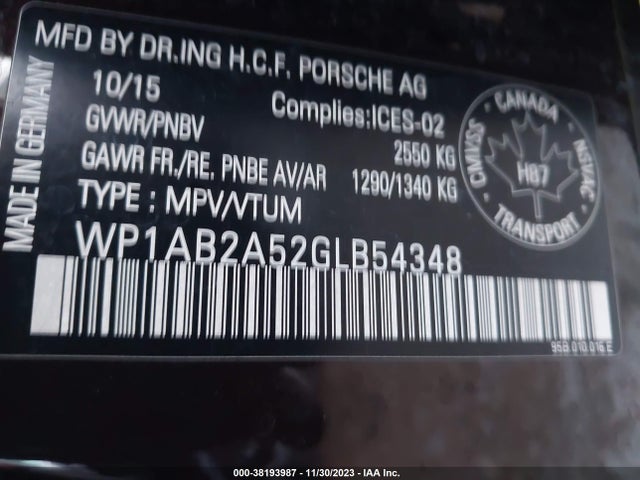 MFD BY DR.ING H.C.F. PORSCHE AG
10/15
Complies:ICES-02
GVWR/PNBV
2550 KG
GAWR FR./RE. PNBE AV/AR
1290/1340 KG
TYPE : MPV/VTUM
WP1AB2A52GLB54348
MADE IN GERMANY
CANADA
CMVSS
NSVAC
H87
TRANSPORT
95B.010.016.E
000-38193987 - 11/30/2023 - IAA Inc.